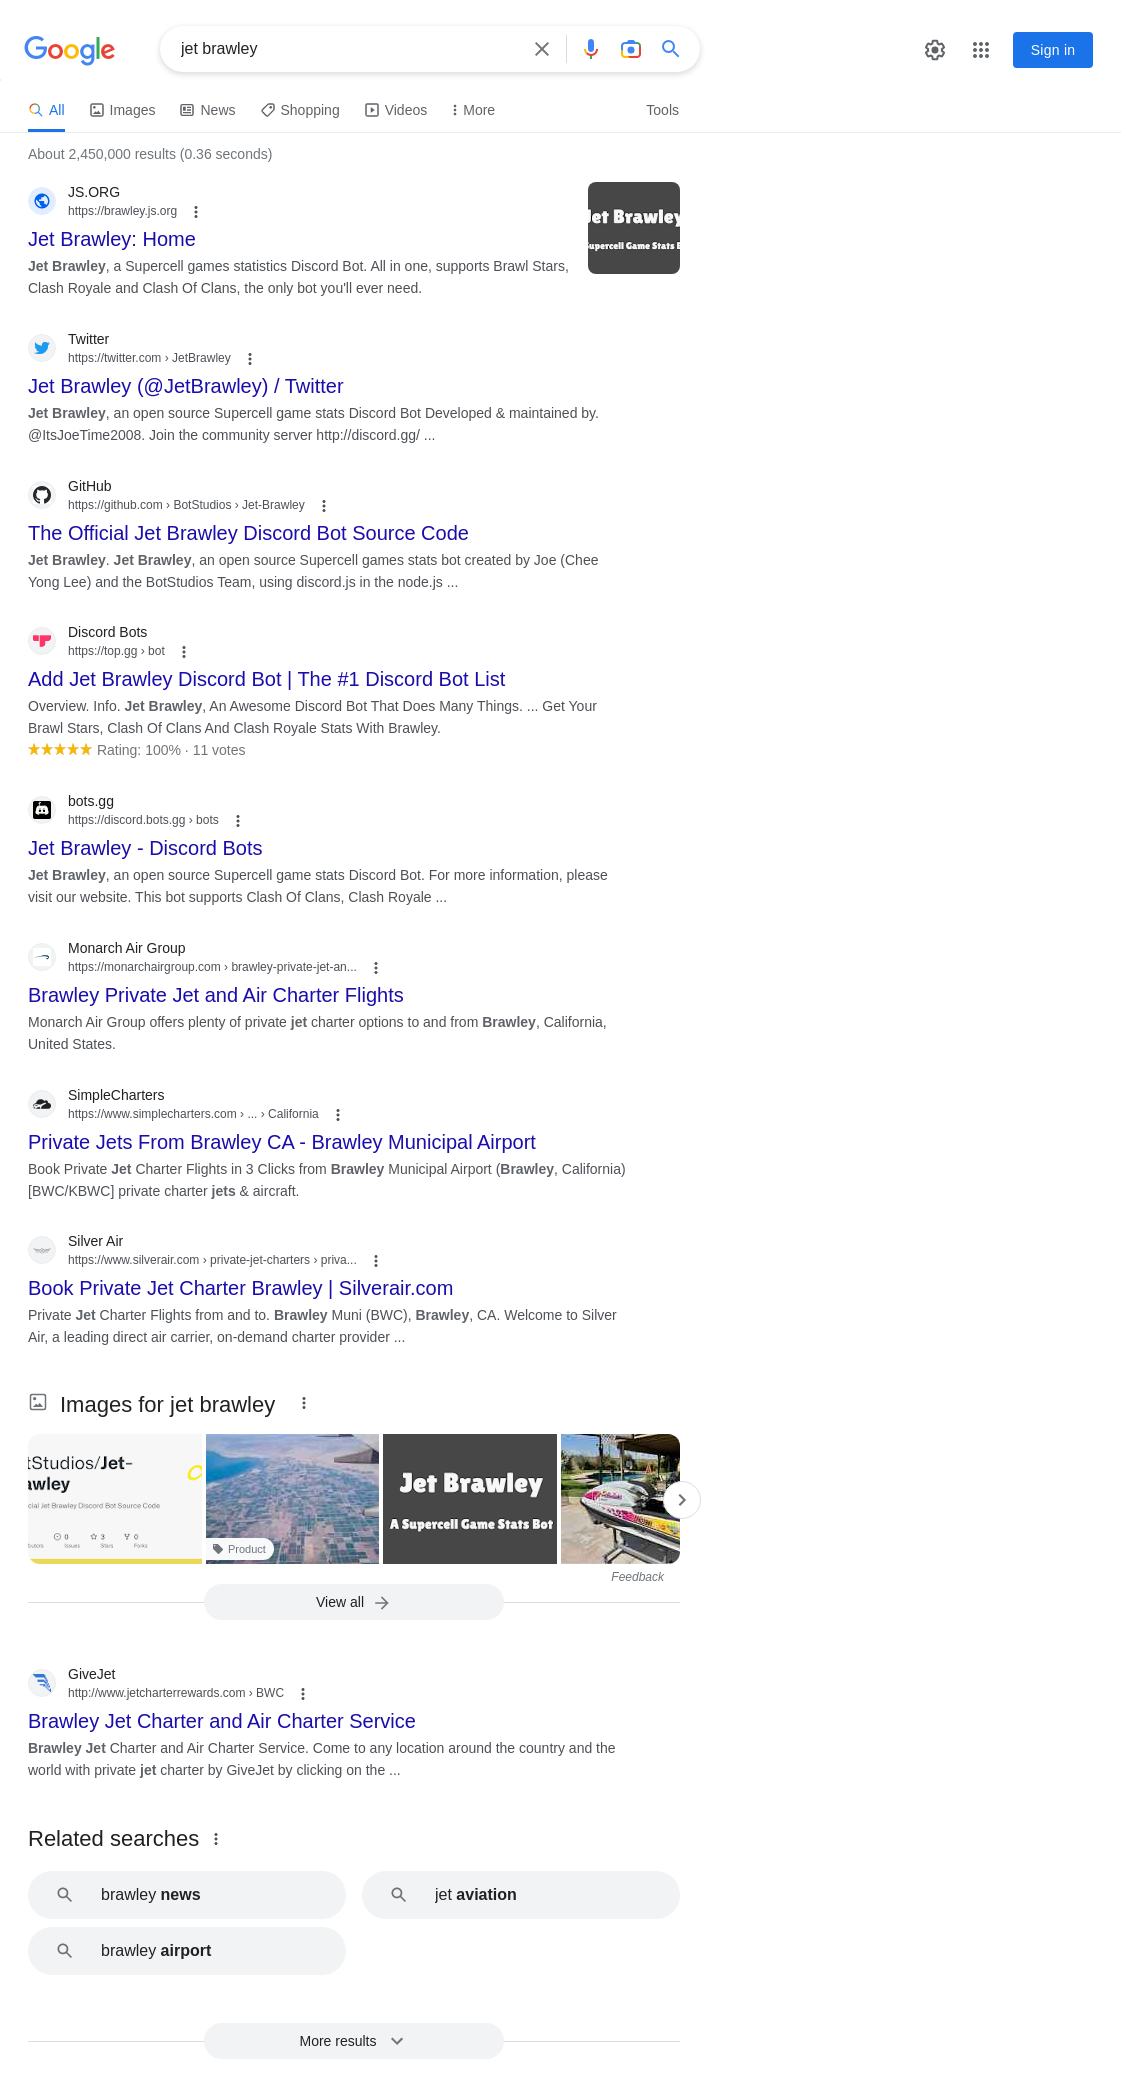 Google
jet brawley
Sign in
All
Images
News
Shopping
Videos
More
Tools
About 2,450,000 results (0.36 seconds)
JS.ORG
https://brawley.js.org
Jet Brawley: Home
Jet Brawley, a Supercell games statistics Discord Bot. All in one, supports Brawl Stars,
Clash Royale and Clash Of Clans, the only bot you'll ever need.
Jet Brawley
Supercell Game Stats B
Twitter
https://twitter.com › JetBrawley
Jet Brawley (@JetBrawley) / Twitter
Jet Brawley, an open source Supercell game stats Discord Bot Developed & maintained by.
@ItsJoeTime2008. Join the community server http://discord.gg/ ...
GitHub
https://github.com › BotStudios › Jet-Brawley
The Official Jet Brawley Discord Bot Source Code
Jet Brawley. Jet Brawley, an open source Supercell games stats bot created by Joe (Chee
Yong Lee) and the BotStudios Team, using discord.js in the node.js ...
Discord Bots
https://top.gg › bot
Add Jet Brawley Discord Bot | The #1 Discord Bot List
Overview. Info. Jet Brawley, An Awesome Discord Bot That Does Many Things. ... Get Your
Brawl Stars, Clash Of Clans And Clash Royale Stats With Brawley.
Rating: 100% · 11 votes
bots.gg
https://discord.bots.gg › bots
Jet Brawley - Discord Bots
Jet Brawley, an open source Supercell game stats Discord Bot. For more information, please
visit our website. This bot supports Clash Of Clans, Clash Royale ...
Monarch Air Group
https://monarchairgroup.com › brawley-private-jet-an...
Brawley Private Jet and Air Charter Flights
Monarch Air Group offers plenty of private jet charter options to and from Brawley, California,
United States.
SimpleCharters
https://www.simplecharters.com › ... › California
Private Jets From Brawley CA - Brawley Municipal Airport
Book Private Jet Charter Flights in 3 Clicks from Brawley Municipal Airport (Brawley, California)
[BWC/KBWC] private charter jets & aircraft.
Silver Air
https://www.silverair.com › private-jet-charters › priva...
Book Private Jet Charter Brawley | Silverair.com
Private Jet Charter Flights from and to. Brawley Muni (BWC), Brawley, CA. Welcome to Silver
Air, a leading direct air carrier, on-demand charter provider ...
Images for jet brawley
tStudios/Jet-
awley
cial Jet Brawley Discord Bot Source Code
0
3
0
butors
Issues
Stars
Forks
Product
Jet Brawley
A Supercell Game Stats Bot
Feedback
View all
GiveJet
http://www.jetcharterrewards.com › BWC
Brawley Jet Charter and Air Charter Service
Brawley Jet Charter and Air Charter Service. Come to any location around the country and the
world with private jet charter by GiveJet by clicking on the ...
Related searches
brawley news
jet aviation
brawley airport
More results